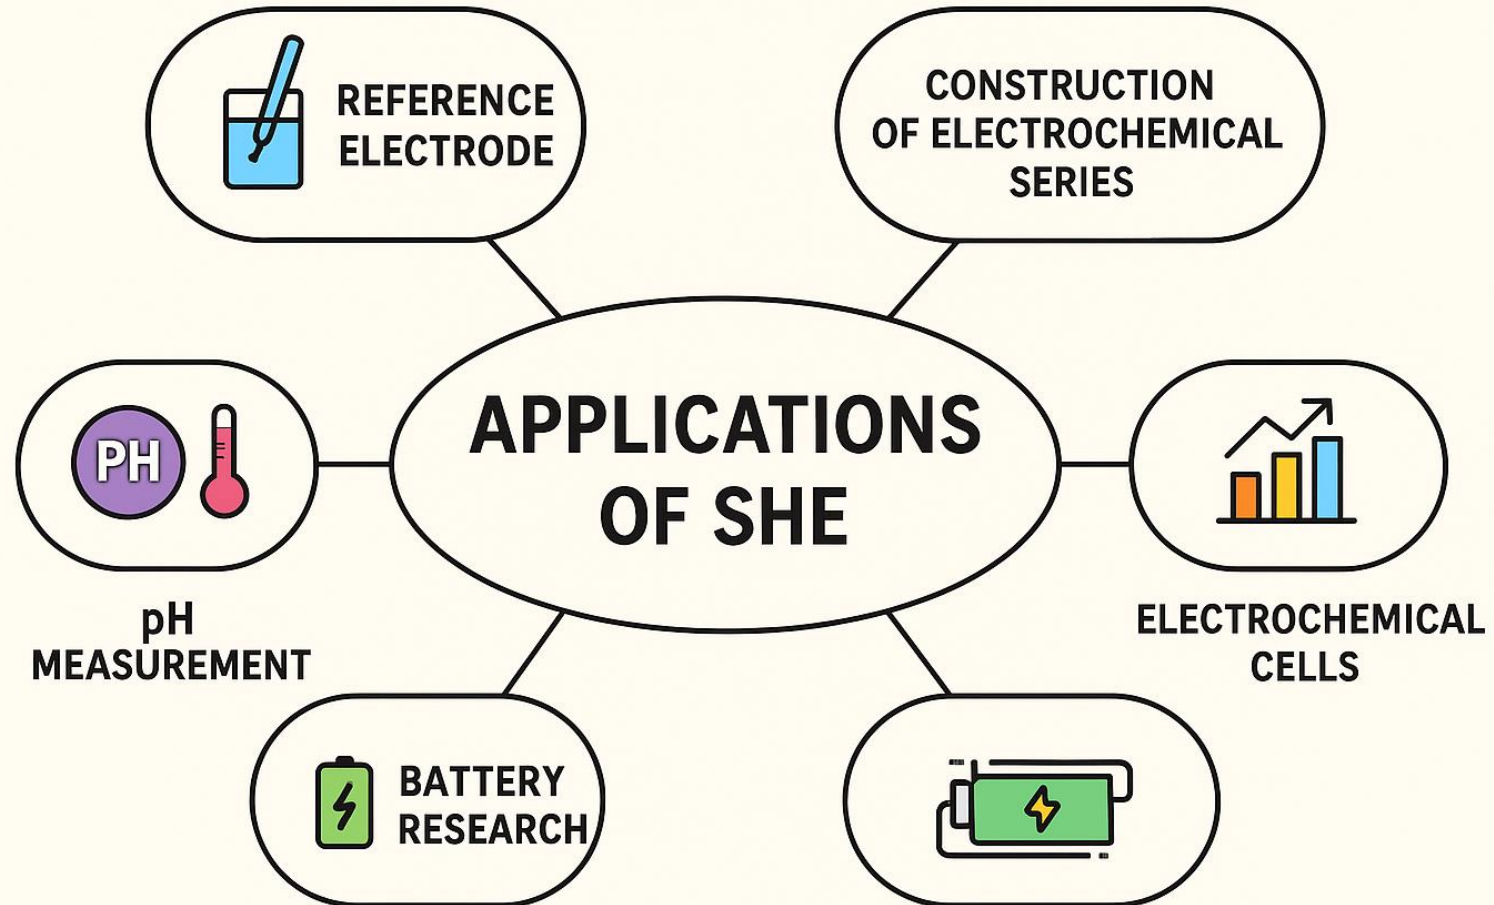 REFERENCE
ELECTRODE
CONSTRUCTION
OF ELECTROCHEMICAL
SERIES
APPLICATIONS
OF SHE
PH
pH
MEASUREMENT
ELECTROCHEMICAL
CELLS
BATTERY
RESEARCH